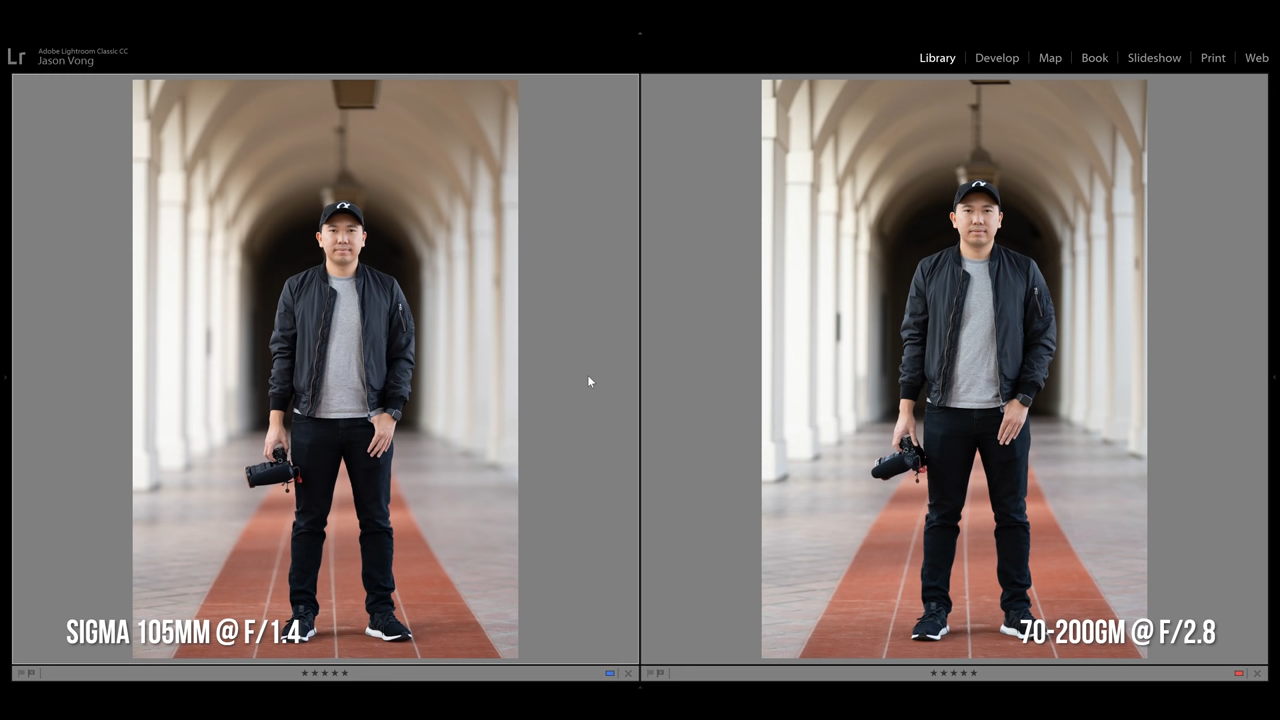 Lr
Adobe Lightroom Classic CC
Jason Vong
Library
Develop
Map
Book
Slideshow
Print
Web
SIGMA 105MM @ F/1.4
70-200GM @ F/2.8